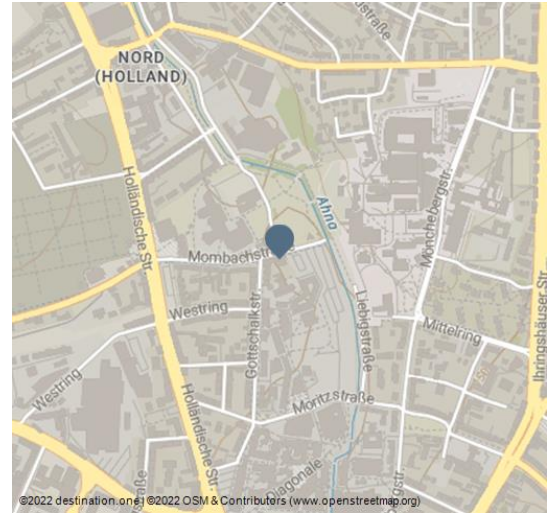 NORD
(HOLLAND)
Holländische Str.
Ahna
Mönchebergstr.
Mombachstr
Ihringshäuser Str.
Westring
Gottschalkstr.
Liebigstraße
Mittelring
Westring
Holländische Str.
Moritzstraße
Diagonale
©2022 destination.one | ©2022 OSM & Contributors (www.openstreetmap.org)